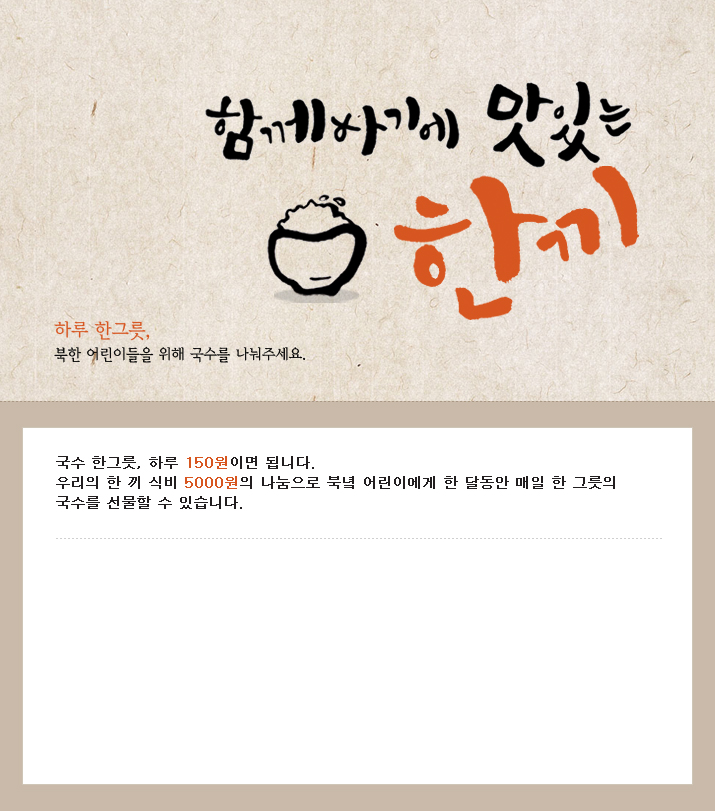 함께하기에 맛있는
한끼
하루 한그릇,
북한 어린이들을 위해 국수를 나눠주세요.
국수 한그릇, 하루 150원이면 됩니다.
우리의 한 끼 식비 5000원의 나눔으로 북녘 어린이에게 한 달동안 매일 한 그릇의
국수를 선물할 수 있습니다.